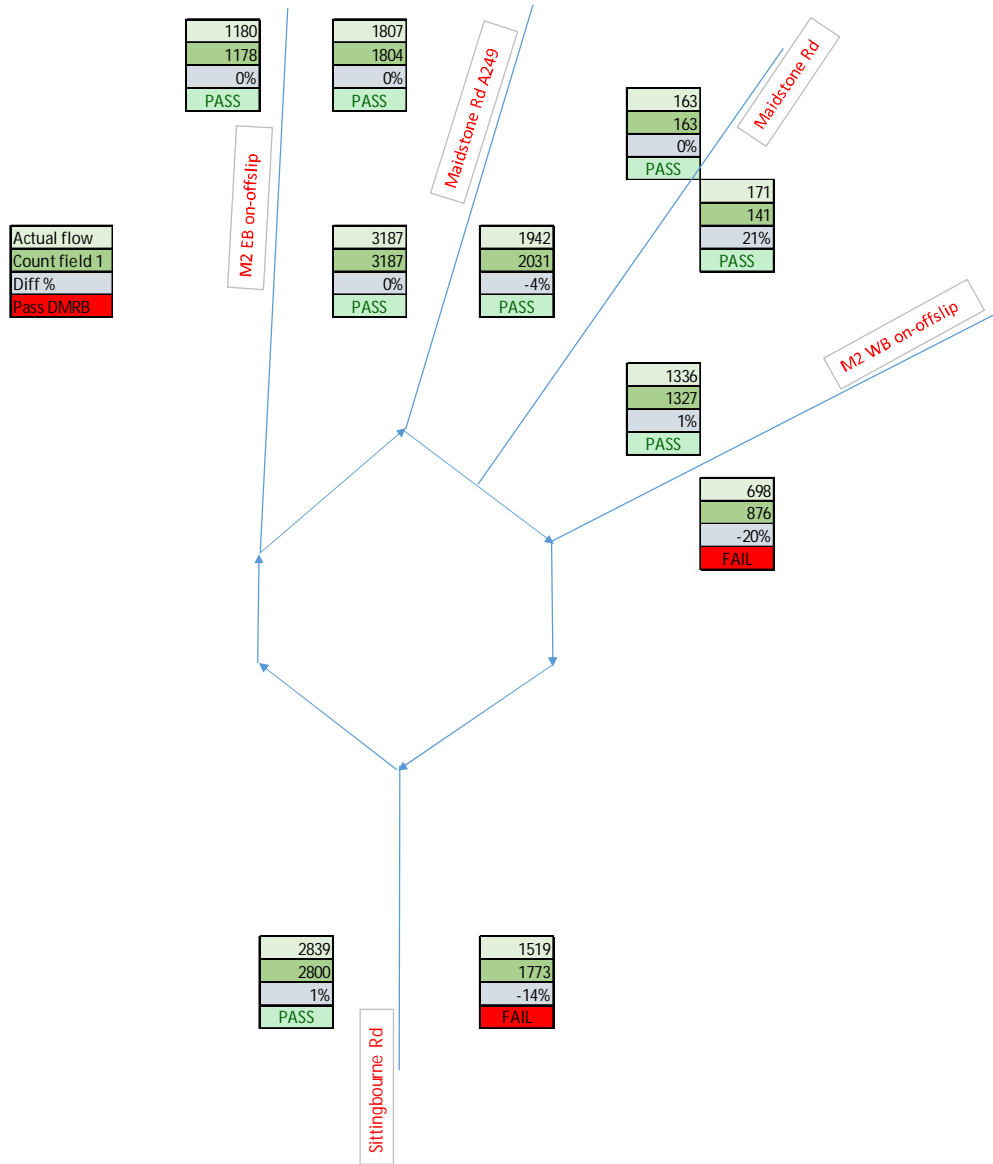 1180
1178
0%
PASS
1807
1804
0%
PASS
M2 EB on-offslip
Maidstone Rd A249
Maidstone Rd
163
163
0%
PASS
171
141
21%
PASS
Actual flow
Count field 1
Diff %
Pass DMRB
3187
3187
0%
PASS
1942
2031
-4%
PASS
M2 WB on-offslip
1336
1327
1%
PASS
698
876
-20%
FAIL
2839
2800
1%
PASS
1519
1773
-14%
FAIL
Sittingbourne Rd